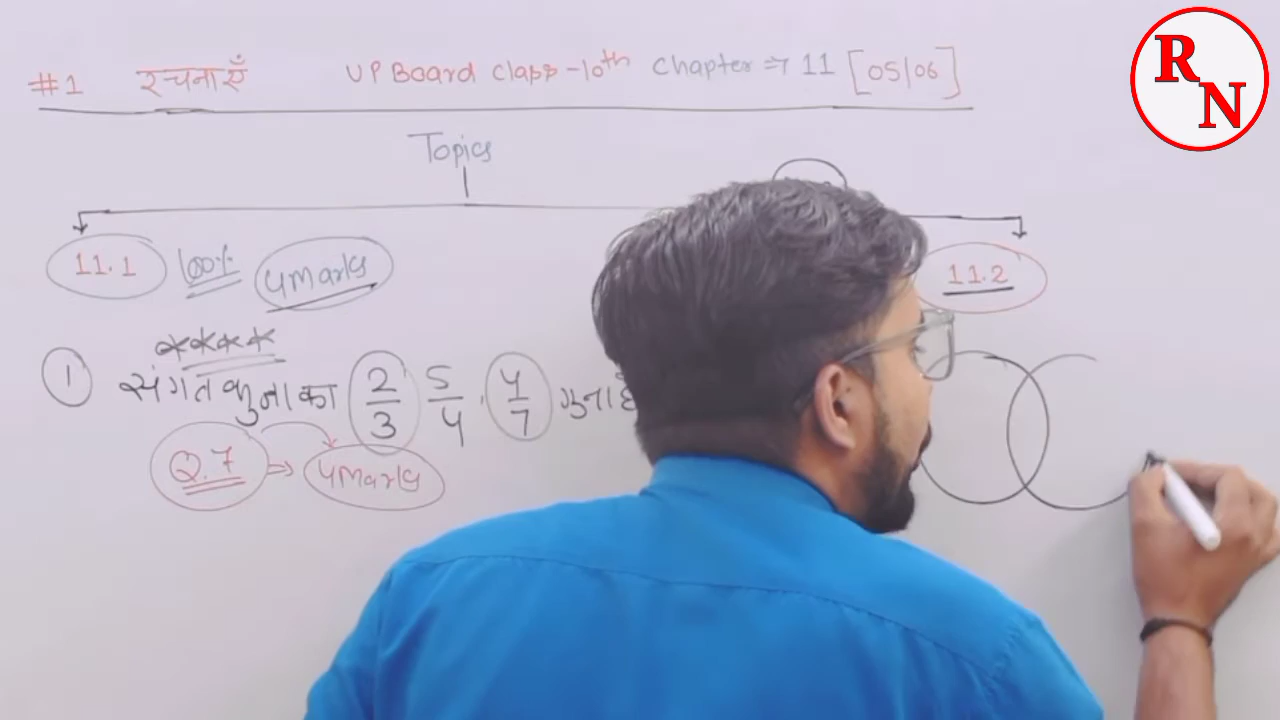 #1 रचनाएँ UP Board Class-10th Chapter ⇒ 11 [05/06]
Topics
11.1 100% 4Marks
11.2
① संगत भुजा का 2/3 5/4, 4/7 गुना है
Q.7 ⇒ 4Marks
RN